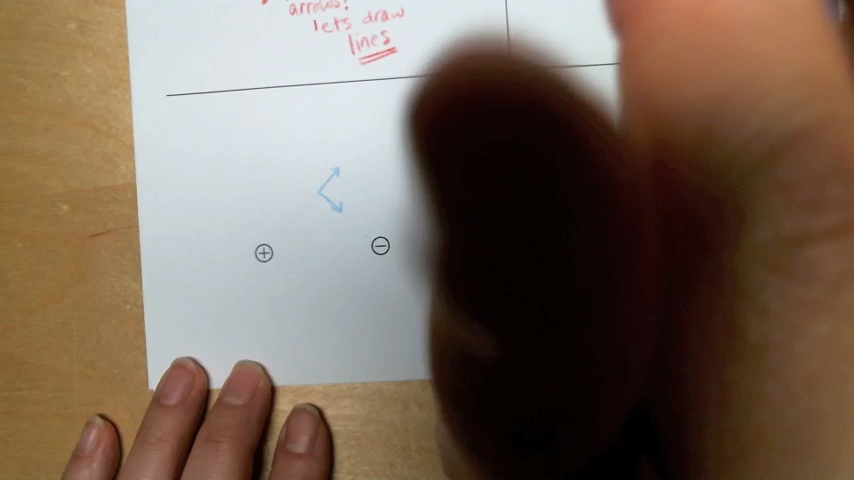 arrows!
lets draw
lines
+
−